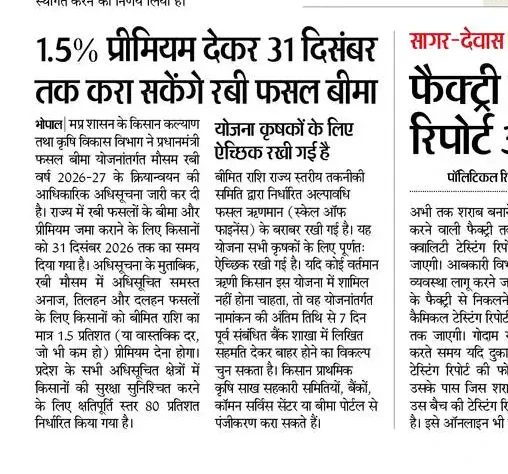 स्थगित करने का निर्णय लिया है।
1.5% प्रीमियम देकर 31 दिसंबर
तक करा सकेंगे रबी फसल बीमा
भोपाल| मप्र शासन के किसान कल्याण
तथा कृषि विकास विभाग ने प्रधानमंत्री
फसल बीमा योजनांतर्गत मौसम रबी
वर्ष 2026-27 के क्रियान्वयन की
आधिकारिक अधिसूचना जारी कर दी
है। राज्य में रबी फसलों के बीमा और
प्रीमियम जमा कराने के लिए किसानों
को 31 दिसंबर 2026 तक का समय
दिया गया है। अधिसूचना के मुताबिक,
रबी मौसम में अधिसूचित समस्त
अनाज, तिलहन और दलहन फसलों
के लिए किसानों को बीमित राशि का
मात्र 1.5 प्रतिशत (या वास्तविक दर,
जो भी कम हो) प्रीमियम देना होगा।
प्रदेश के सभी अधिसूचित क्षेत्रों में
किसानों की सुरक्षा सुनिश्चित करने
के लिए क्षतिपूर्ति स्तर 80 प्रतिशत
निर्धारित किया गया है।
योजना कृषकों के लिए
ऐच्छिक रखी गई है
बीमित राशि राज्य स्तरीय तकनीकी
समिति द्वारा निर्धारित अल्पावधि
फसल ऋणमान (स्केल ऑफ
फाइनेंस) के बराबर रखी गई है। यह
योजना सभी कृषकों के लिए पूर्णतः
ऐच्छिक रखी गई है। यदि कोई वर्तमान
ऋणी किसान इस योजना में शामिल
नहीं होना चाहता, तो वह योजनांतर्गत
नामांकन की अंतिम तिथि से 7 दिन
पूर्व संबंधित बैंक शाखा में लिखित
सहमति देकर बाहर होने का विकल्प
चुन सकता है। किसान प्राथमिक
कृषि साख सहकारी समितियों, बैंकों,
कॉमन सर्विस सेंटर या बीमा पोर्टल से
पंजीकरण करा सकते हैं।
सागर-देवास
फैक्ट्री
रिपोर्ट
पॉलिटिकल रि
अभी तक शराब बनाने
करने वाली फैक्ट्री त
क्वालिटी टेस्टिंग रिपो
जाएगी। आबकारी विभ
व्यवस्था लागू करने ज
के फैक्ट्री से निकलने
कैमिकल टेस्टिंग रिपोर्ट
तक जाएगी। गोदाम
करते समय यदि दुका
टेस्टिंग रिपोर्ट की फो
उसके पास जिस शरा
उस बैच की टेस्टिंग रि
है। इसे ऑनलाइन भी